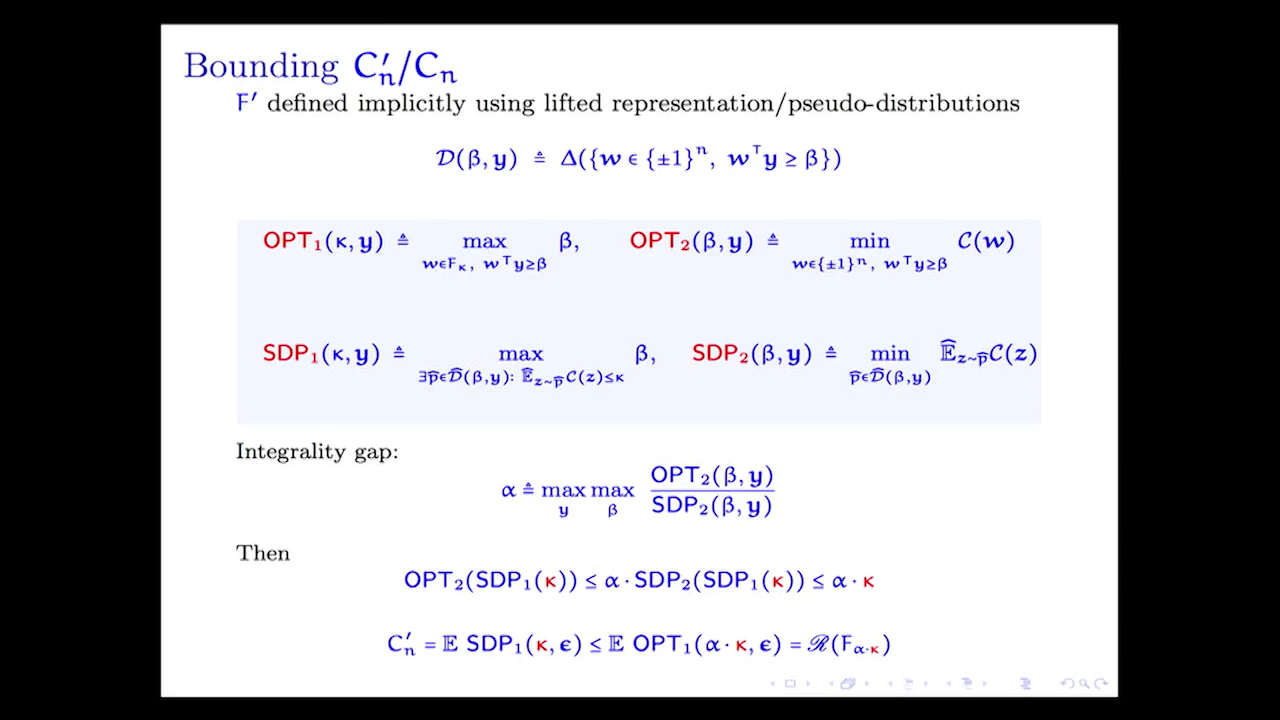 Bounding C′ₙ/Cₙ
F′ defined implicitly using lifted representation/pseudo-distributions
𝒟(β, y) ≜ Δ({w ∈ {±1}ⁿ, wᵀy ≥ β})
OPT₁(κ, y) ≜ max β, OPT₂(β, y) ≜ min 𝒞(w)
w∈F_κ, wᵀy≥β w∈{±1}ⁿ, wᵀy≥β
SDP₁(κ, y) ≜ max β, SDP₂(β, y) ≜ min Ê_{z∼p̂}𝒞(z)
∃p̂∈𝒟̂(β,y): Ê_{z∼p̂}𝒞(z)≤κ p̂∈𝒟̂(β,y)
Integrality gap:
α ≜ max max OPT₂(β, y) / SDP₂(β, y)
y β
Then
OPT₂(SDP₁(κ)) ≤ α · SDP₂(SDP₁(κ)) ≤ α · κ
C′ₙ = 𝔼 SDP₁(κ, ϵ) ≤ 𝔼 OPT₁(α · κ, ϵ) = ℛ(F_{α·κ})